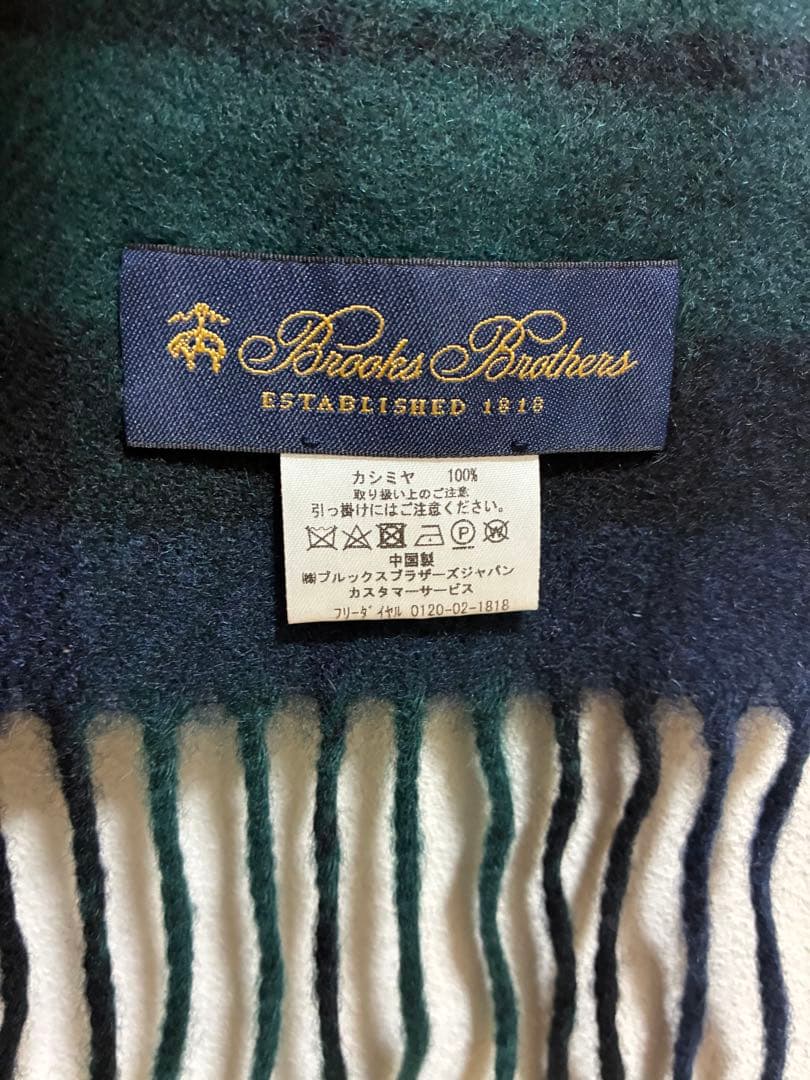 Brooks Brothers
ESTABLISHED 1818
カシミヤ 100%
取り扱い上のご注意
引っ掛けにはご注意ください。
中国製
㈱ブルックスブラザーズジャパン
カスタマーサービス
フリーダイヤル 0120-02-1818